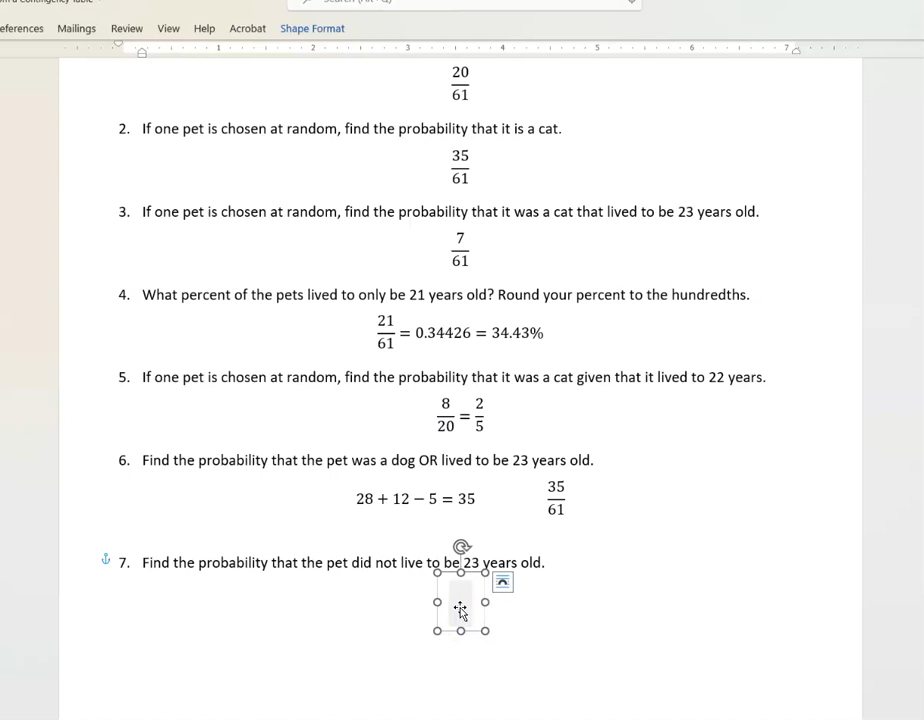 eferences Mailings Review View Help Acrobat Shape Format
1 2 3 4 5 6 7
20
61
2. If one pet is chosen at random, find the probability that it is a cat.
35
61
3. If one pet is chosen at random, find the probability that it was a cat that lived to be 23 years old.
7
61
4. What percent of the pets lived to only be 21 years old? Round your percent to the hundredths.
21
61
= 0.34426 = 34.43%
5. If one pet is chosen at random, find the probability that it was a cat given that it lived to 22 years.
8
20
=
2
5
6. Find the probability that the pet was a dog OR lived to be 23 years old.
28 + 12 − 5 = 35
35
61
7. Find the probability that the pet did not live to be 23 years old.